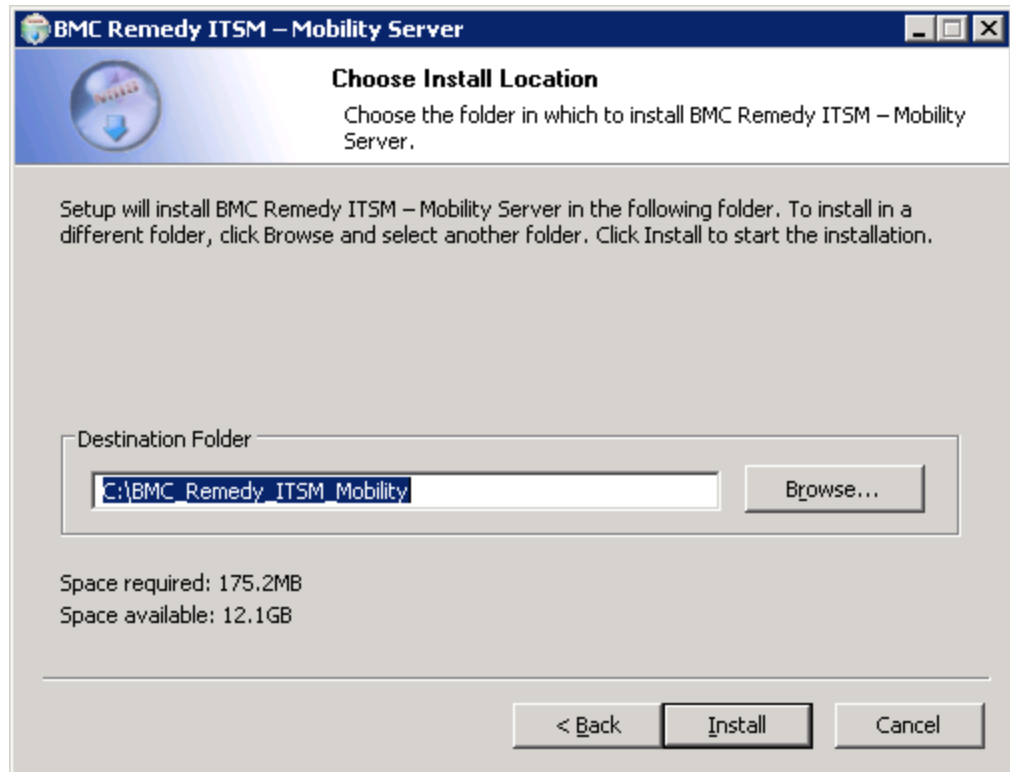 BMC Remedy ITSM – Mobility Server
Choose Install Location
Choose the folder in which to install BMC Remedy ITSM – Mobility
Server.
Setup will install BMC Remedy ITSM – Mobility Server in the following folder. To install in a
different folder, click Browse and select another folder. Click Install to start the installation.
Destination Folder
C:\BMC_Remedy_ITSM_Mobility
Browse...
Space required: 175.2MB
Space available: 12.1GB
< Back
Install
Cancel